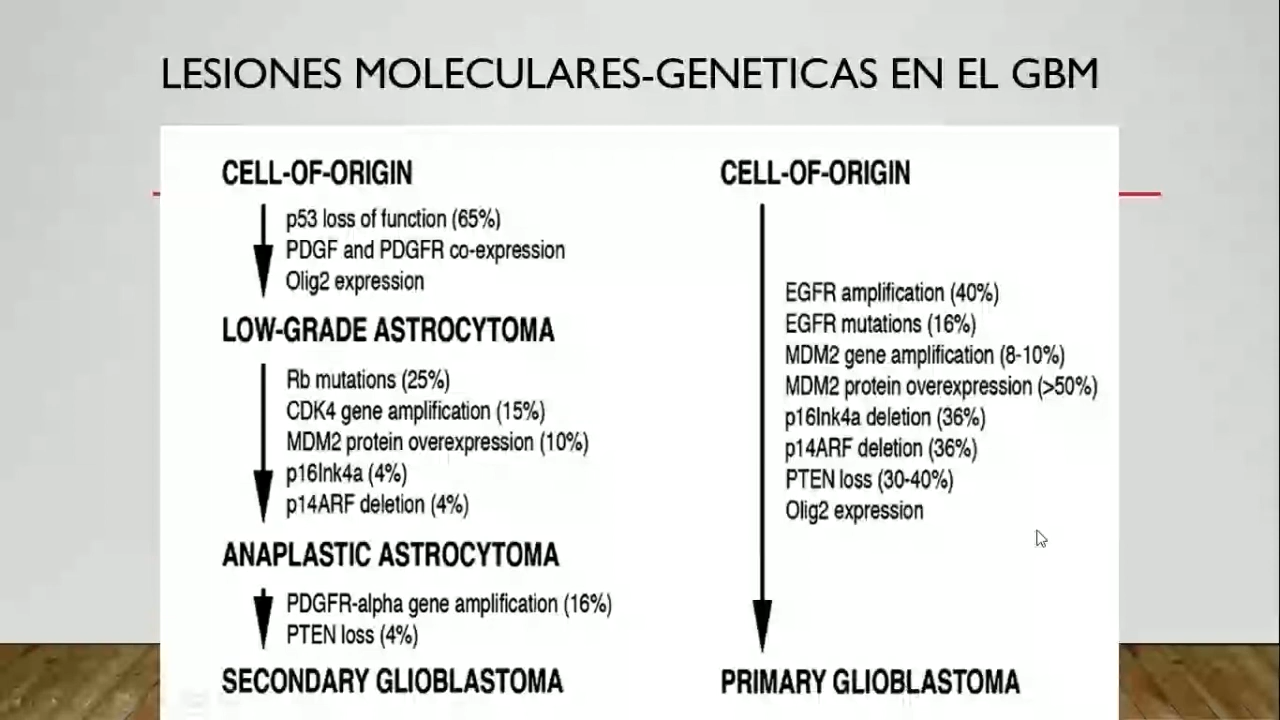 LESIONES MOLECULARES-GENETICAS EN EL GBM
CELL-OF-ORIGIN
p53 loss of function (65%)
PDGF and PDGFR co-expression
Olig2 expression
LOW-GRADE ASTROCYTOMA
Rb mutations (25%)
CDK4 gene amplification (15%)
MDM2 protein overexpression (10%)
p16Ink4a (4%)
p14ARF deletion (4%)
ANAPLASTIC ASTROCYTOMA
PDGFR-alpha gene amplification (16%)
PTEN loss (4%)
SECONDARY GLIOBLASTOMA
CELL-OF-ORIGIN
EGFR amplification (40%)
EGFR mutations (16%)
MDM2 gene amplification (8-10%)
MDM2 protein overexpression (>50%)
p16Ink4a deletion (36%)
p14ARF deletion (36%)
PTEN loss (30-40%)
Olig2 expression
PRIMARY GLIOBLASTOMA